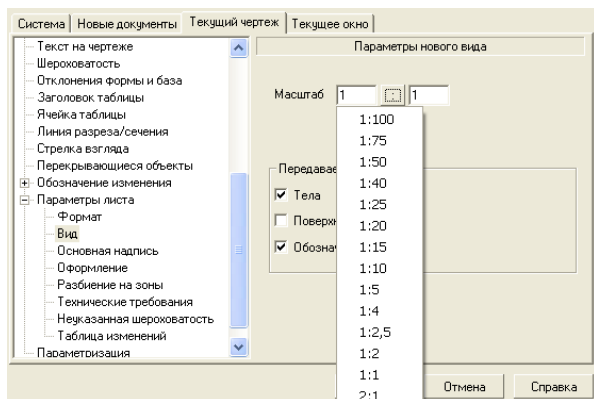 Система Новые документы Текущий чертеж Текущее окно
Текст на чертеже
Шероховатость
Отклонения формы и база
Заголовок таблицы
Ячейка таблицы
Линия разреза/сечения
Стрелка взгляда
Перекрывающиеся объекты
Обозначение изменения
Параметры листа
Формат
Вид
Основная надпись
Оформление
Разбиение на зоны
Технические требования
Неуказанная шероховатость
Таблица изменений
Параметризация
Параметры нового вида
Масштаб 1 : 1
Передавае
Тела
Поверхн
Обознач
1:100
1:75
1:50
1:40
1:25
1:20
1:15
1:10
1:5
1:4
1:2,5
1:2
1:1
2:1
Отмена Справка